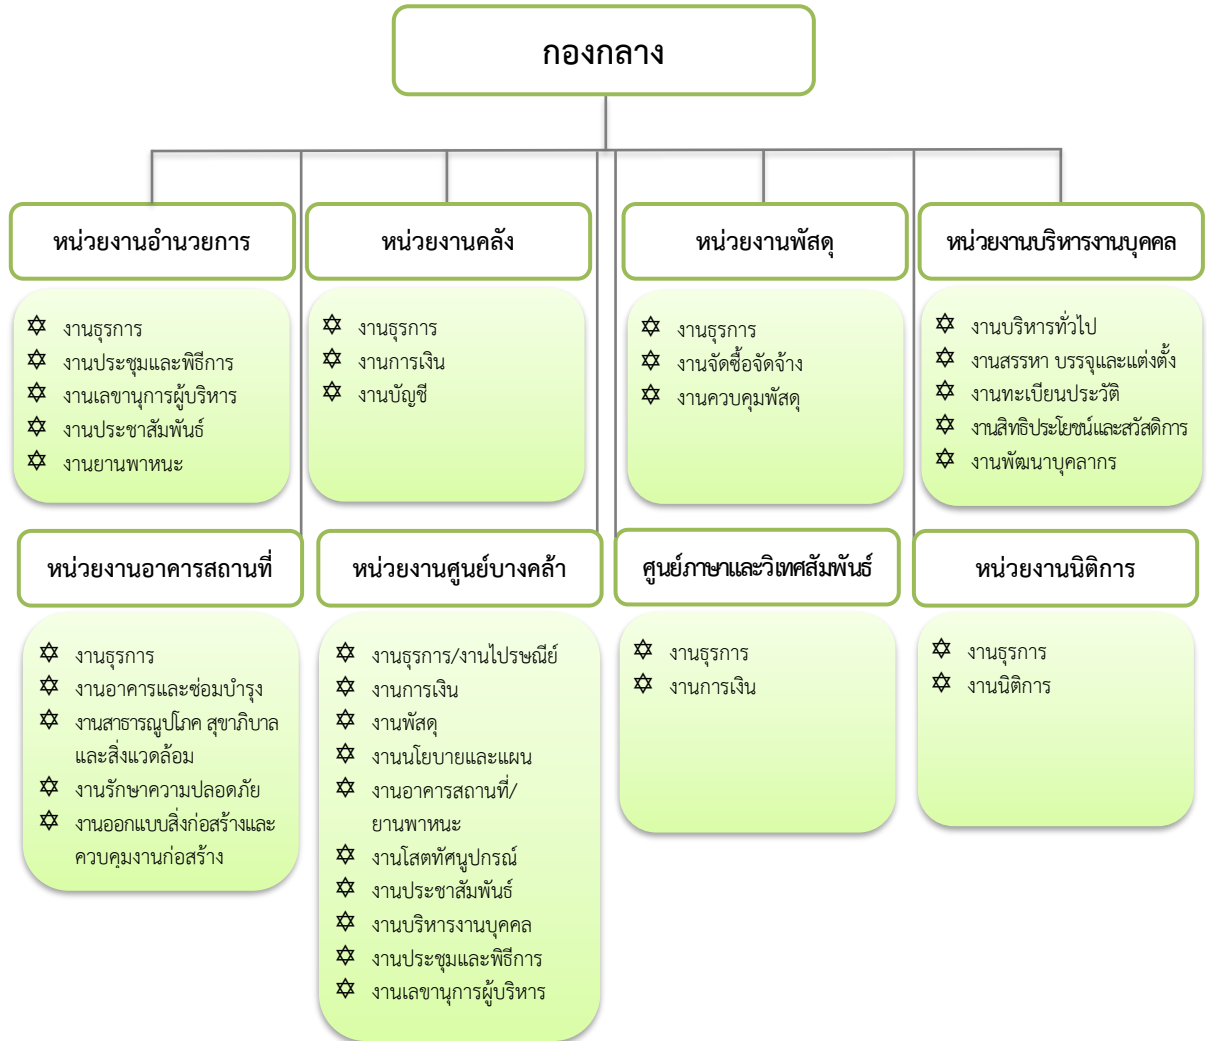 กองกลาง
หน่วยงานอำนวยการ
งานธุรการ
งานประชุมและพิธีการ
งานเลขานุการผู้บริหาร
งานประชาสัมพันธ์
งานยานพาหนะ
หน่วยงานคลัง
งานธุรการ
งานการเงิน
งานบัญชี
หน่วยงานพัสดุ
งานธุรการ
งานจัดซื้อจัดจ้าง
งานควบคุมพัสดุ
หน่วยงานบริหารงานบุคคล
งานบริหารทั่วไป
งานสรรหา บรรจุและแต่งตั้ง
งานทะเบียนประวัติ
งานสิทธิประโยชน์และสวัสดิการ
งานพัฒนาบุคลากร
หน่วยงานอาคารสถานที่
งานธุรการ
งานอาคารและซ่อมบำรุง
งานสาธารณูปโภค สุขาภิบาล
และสิ่งแวดล้อม
งานรักษาความปลอดภัย
งานออกแบบสิ่งก่อสร้างและ
ควบคุมงานก่อสร้าง
หน่วยงานศูนย์บางคล้า
งานธุรการ/งานไปรษณีย์
งานการเงิน
งานพัสดุ
งานนโยบายและแผน
งานอาคารสถานที่/
ยานพาหนะ
งานโสตทัศนูปกรณ์
งานประชาสัมพันธ์
งานบริหารงานบุคคล
งานประชุมและพิธีการ
งานเลขานุการผู้บริหาร
ศูนย์ภาษาและวิเทศสัมพันธ์
งานธุรการ
งานการเงิน
หน่วยงานนิติการ
งานธุรการ
งานนิติการ